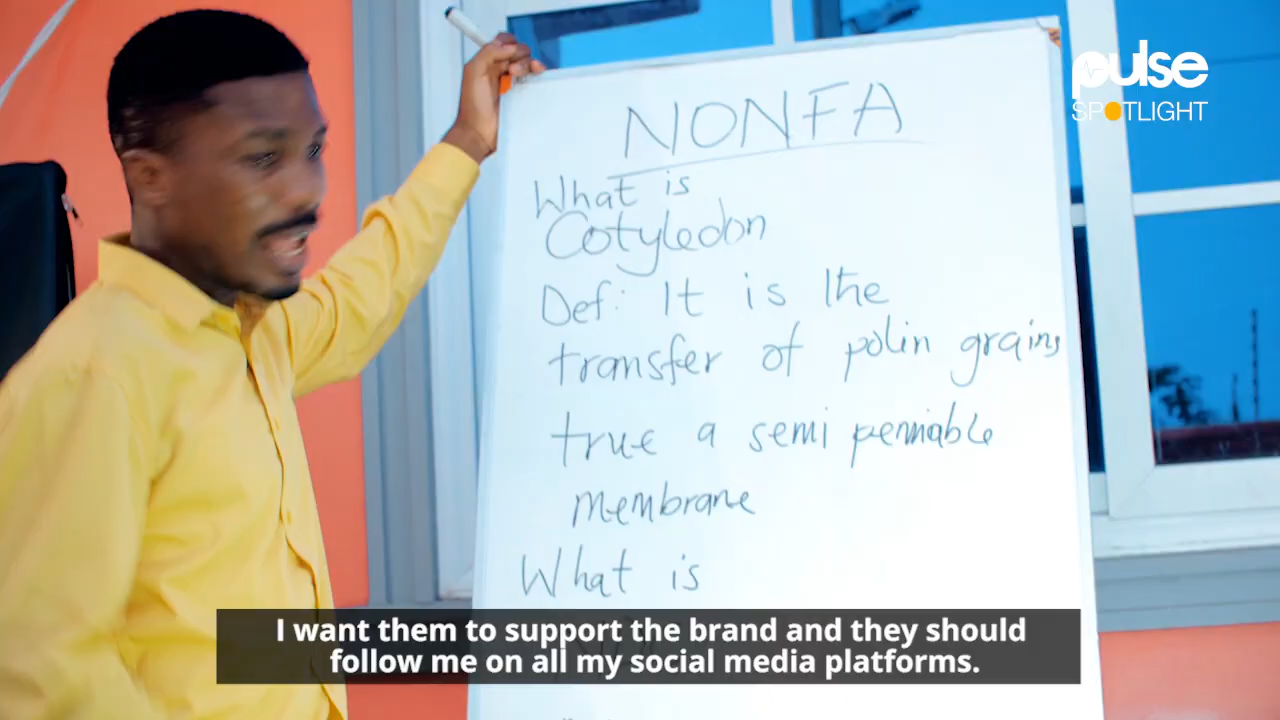 pulse
SPOTLIGHT
NONFA
What is
Cotyledon
Def: It is the
transfer of polin grains
true a semi permiable
membrane
What is
I want them to support the brand and they should
follow me on all my social media platforms.